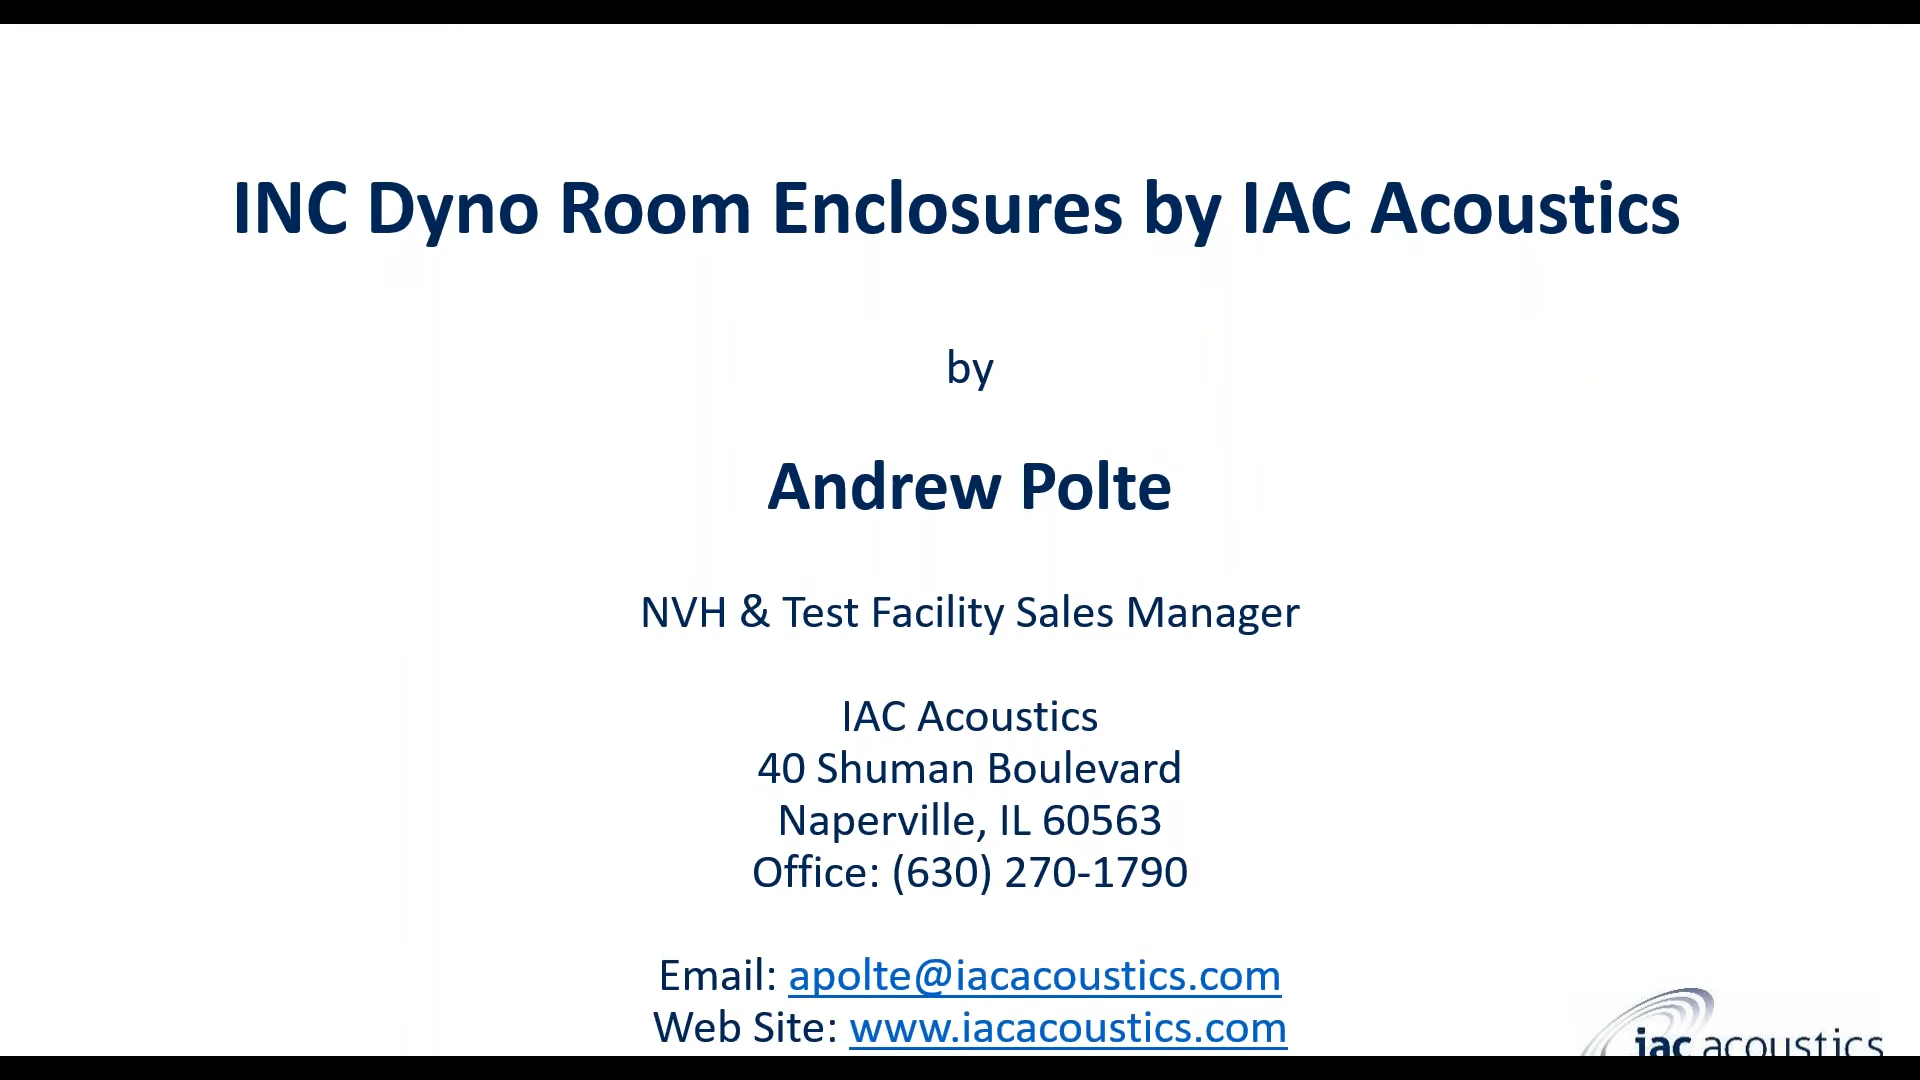 INC Dyno Room Enclosures by IAC Acoustics
by
Andrew Polte
NVH & Test Facility Sales Manager
IAC Acoustics
40 Shuman Boulevard
Naperville, IL 60563
Office: (630) 270-1790
Email: apolte@iacacoustics.com
Web Site: www.iacacoustics.com
iac acoustics